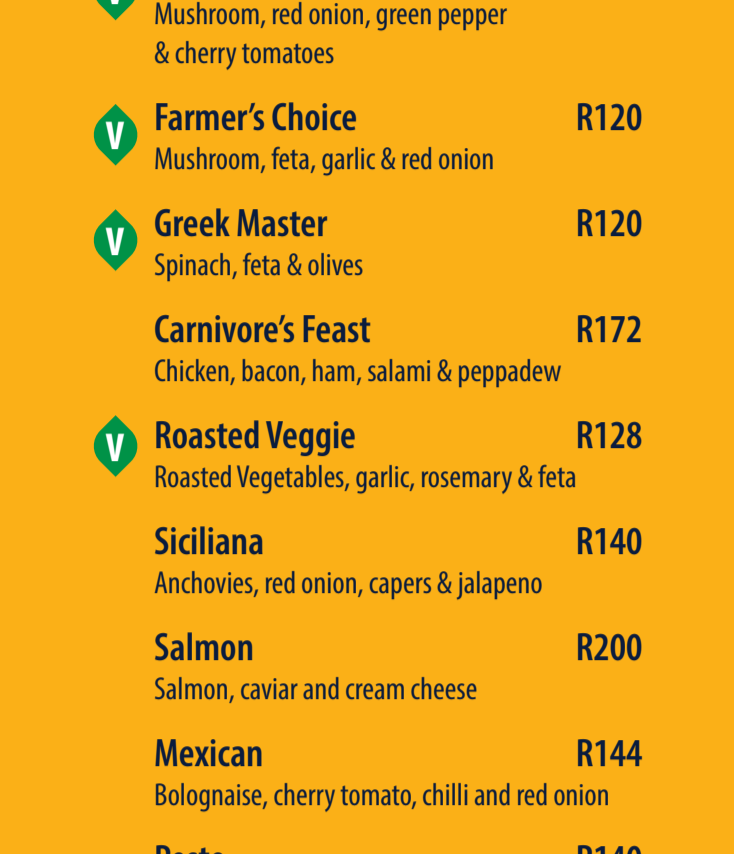 V
Mushroom, red onion, green pepper
& cherry tomatoes
V
Farmer's Choice R120
Mushroom, feta, garlic & red onion
V
Greek Master R120
Spinach, feta & olives
Carnivore's Feast R172
Chicken, bacon, ham, salami & peppadew
V
Roasted Veggie R128
Roasted Vegetables, garlic, rosemary & feta
Siciliana R140
Anchovies, red onion, capers & jalapeno
Salmon R200
Salmon, caviar and cream cheese
Mexican R144
Bolognaise, cherry tomato, chilli and red onion